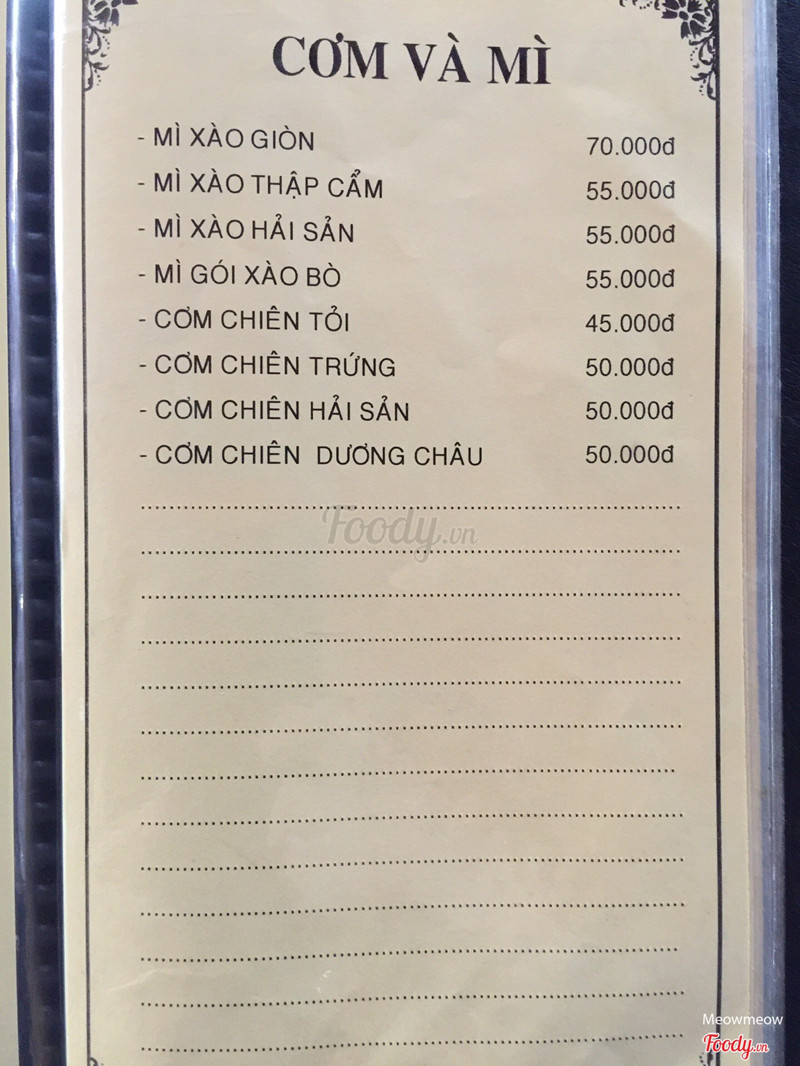 CƠM VÀ MÌ
- MÌ XÀO GIÒN 70.000đ
- MÌ XÀO THẬP CẨM 55.000đ
- MÌ XÀO HẢI SẢN 55.000đ
- MÌ GÓI XÀO BÒ 55.000đ
- CƠM CHIÊN TỎI 45.000đ
- CƠM CHIÊN TRỨNG 50.000đ
- CƠM CHIÊN HẢI SẢN 50.000đ
- CƠM CHIÊN DƯƠNG CHÂU 50.000đ
Foody.vn
Meowmeow
Foody.vn